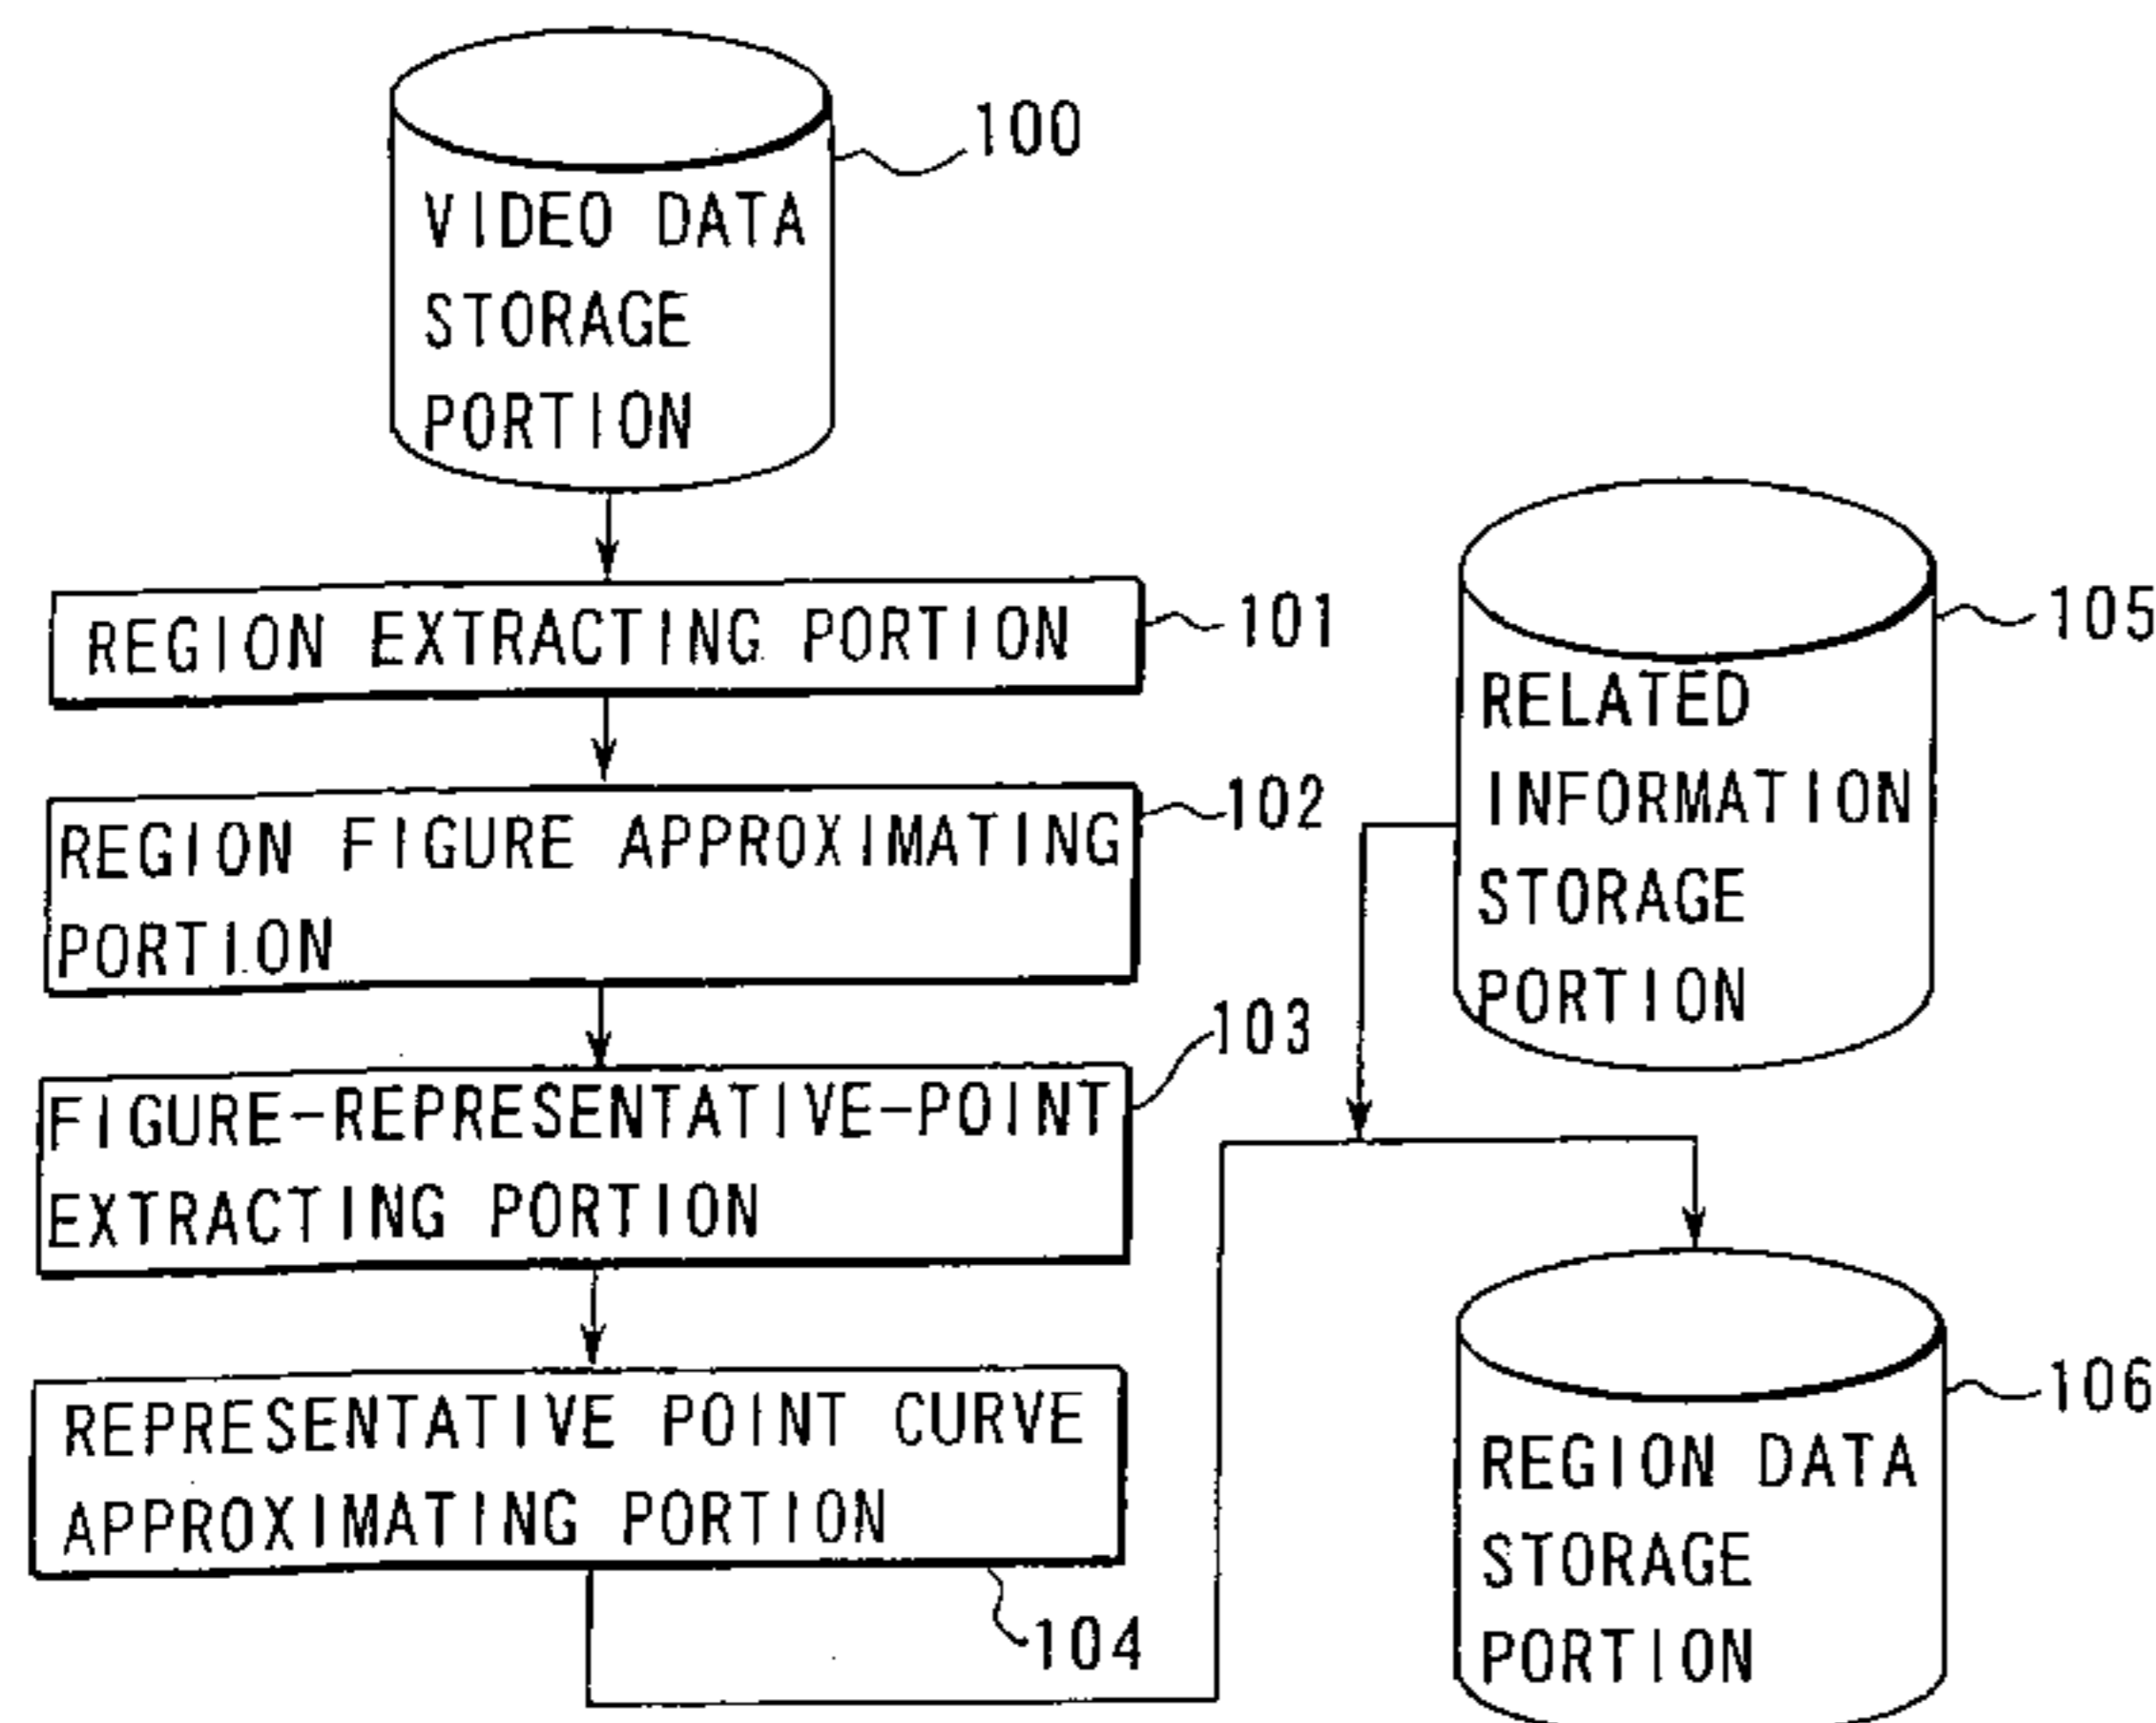 100
VIDEO DATA
STORAGE
PORTION
REGION EXTRACTING PORTION
101
REGION FIGURE APPROXIMATING
PORTION
102
FIGURE-REPRESENTATIVE-POINT
EXTRACTING PORTION
103
REPRESENTATIVE POINT CURVE
APPROXIMATING PORTION
104
105
RELATED
INFORMATION
STORAGE
PORTION
106
REGION DATA
STORAGE
PORTION